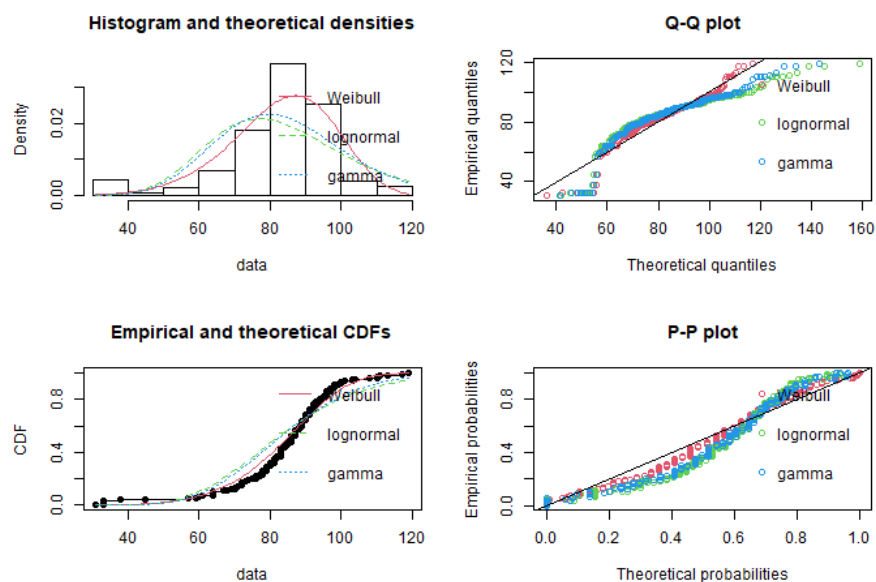 Histogram and theoretical densities
Density
0.00
0.02
Weibull
lognormal
gamma
40 60 80 100 120
data
Q-Q plot
Empirical quantiles
40
80
120
Weibull
lognormal
gamma
40 60 80 100 120 140 160
Theoretical quantiles
Empirical and theoretical CDFs
CDF
0.0
0.4
0.8
Weibull
lognormal
gamma
40 60 80 100 120
data
P-P plot
Empirical probabilities
0.0
0.4
0.8
Weibull
lognormal
gamma
0.0 0.2 0.4 0.6 0.8 1.0
Theoretical probabilities